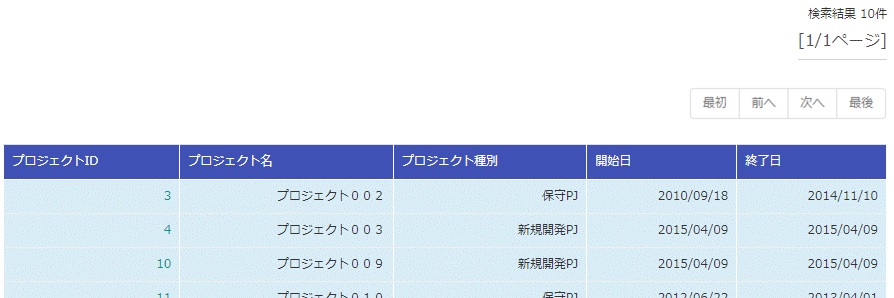 検索結果 10件
[1/1ページ]
最初 前へ 次へ 最後
プロジェクトID プロジェクト名 プロジェクト種別 開始日 終了日
3 プロジェクト００２ 保守PJ 2010/09/18 2014/11/10
4 プロジェクト００３ 新規開発PJ 2015/04/09 2015/04/09
10 プロジェクト００９ 新規開発PJ 2015/04/09 2015/04/09
11 プロジェクト０１０ 保守PJ 2012/06/22 2013/04/01